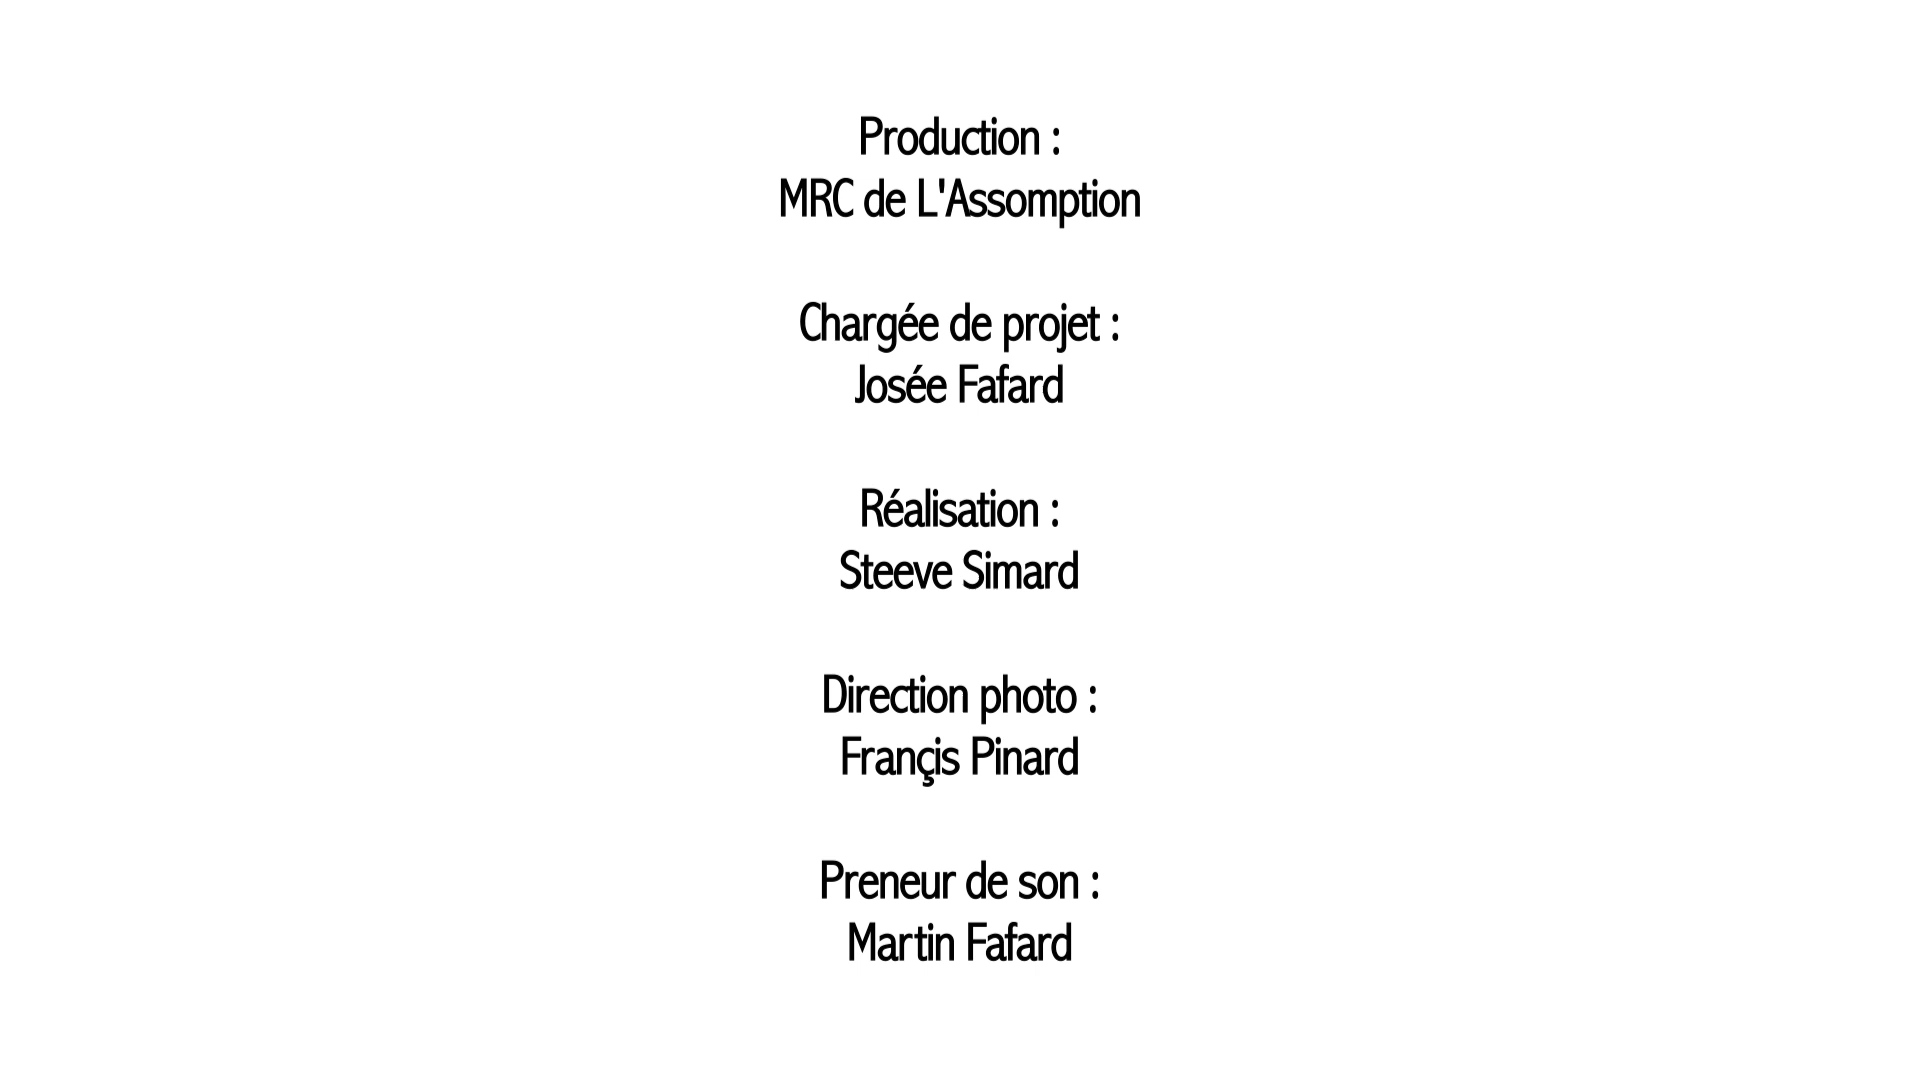 Production :
MRC de L'Assomption
Chargée de projet :
Josée Fafard
Réalisation :
Steeve Simard
Direction photo :
Françis Pinard
Preneur de son :
Martin Fafard